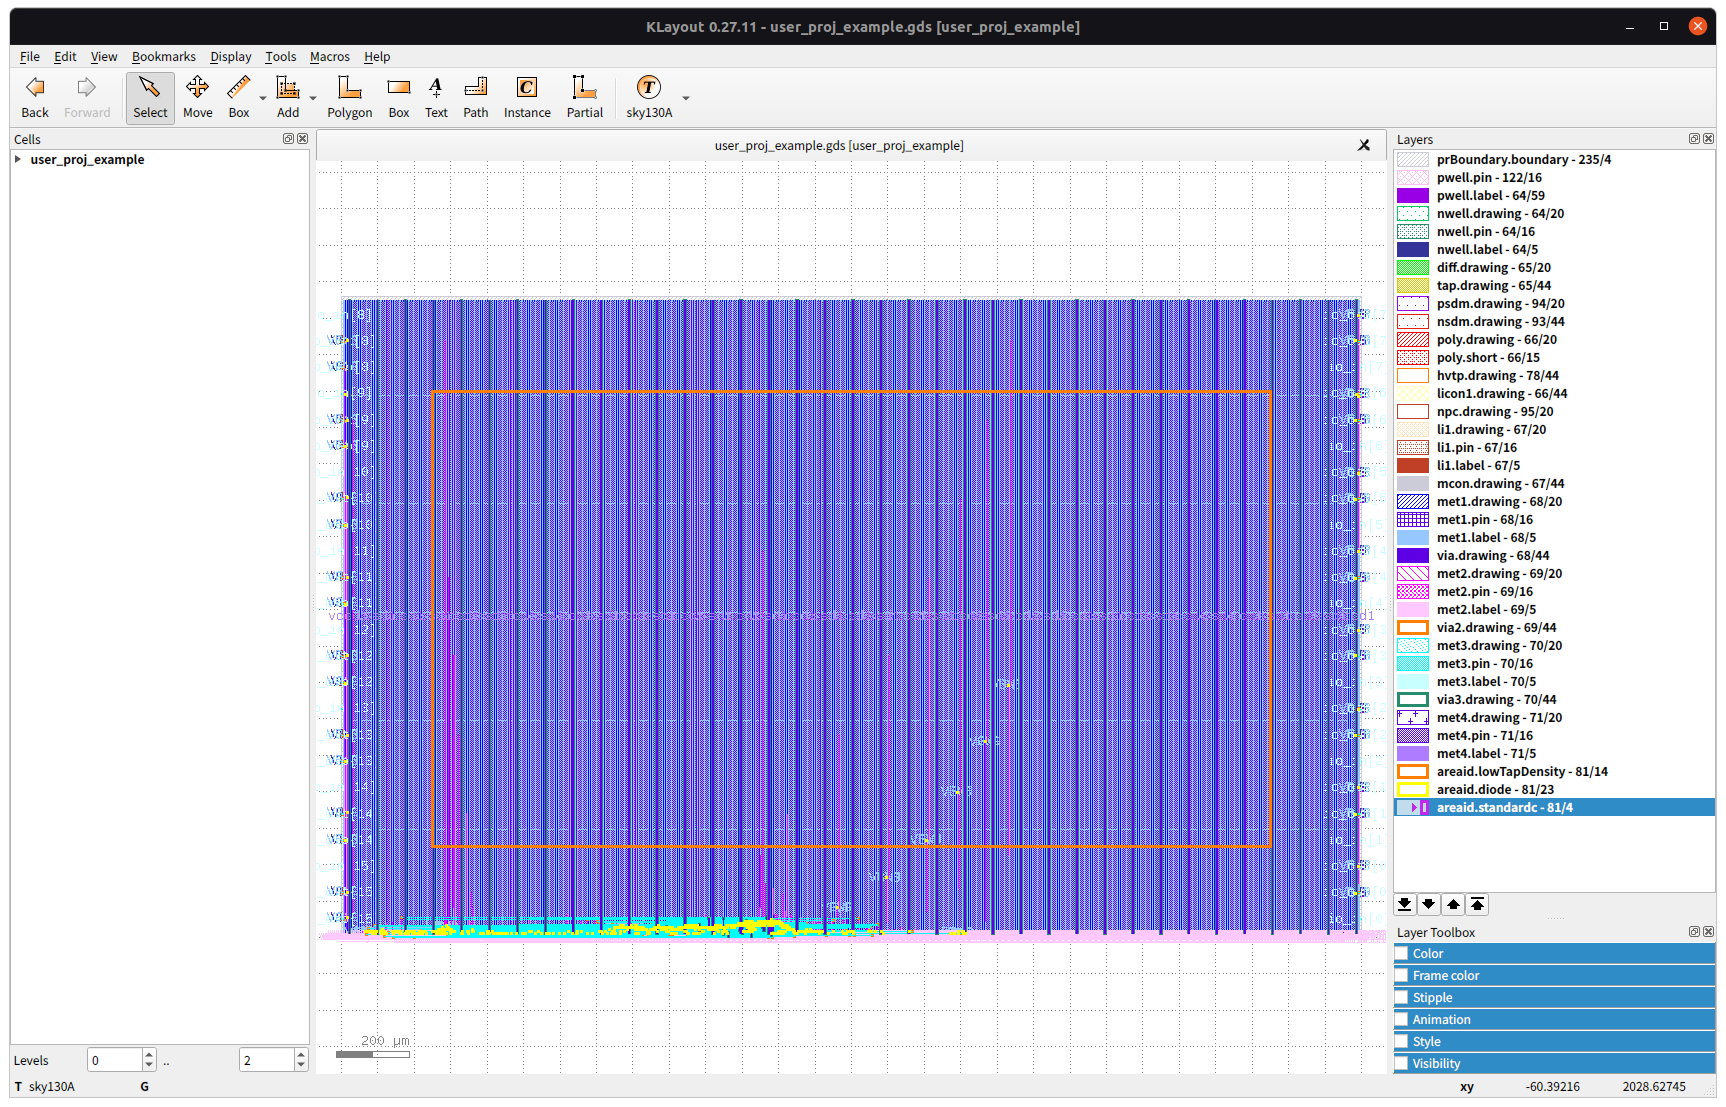 KLayout 0.27.11 - user_proj_example.gds [user_proj_example]
File Edit View Bookmarks Display Tools Macros Help
Back Forward Select Move Box Add Polygon Box Text Path Instance Partial sky130A
Cells
user_proj_example
user_proj_example.gds [user_proj_example]
200 µm
Layers
prBoundary.boundary - 235/4
pwell.pin - 122/16
pwell.label - 64/59
nwell.drawing - 64/20
nwell.pin - 64/16
nwell.label - 64/5
diff.drawing - 65/20
tap.drawing - 65/44
psdm.drawing - 94/20
nsdm.drawing - 93/44
poly.drawing - 66/20
poly.short - 66/15
hvtp.drawing - 78/44
licon1.drawing - 66/44
npc.drawing - 95/20
li1.drawing - 67/20
li1.pin - 67/16
li1.label - 67/5
mcon.drawing - 67/44
met1.drawing - 68/20
met1.pin - 68/16
met1.label - 68/5
via.drawing - 68/44
met2.drawing - 69/20
met2.pin - 69/16
met2.label - 69/5
via2.drawing - 69/44
met3.drawing - 70/20
met3.pin - 70/16
met3.label - 70/5
via3.drawing - 70/44
met4.drawing - 71/20
met4.pin - 71/16
met4.label - 71/5
areaid.lowTapDensity - 81/14
areaid.diode - 81/23
areaid.standardc - 81/4
Layer Toolbox
Color
Frame color
Stipple
Animation
Style
Visibility
Levels 0 .. 2
T sky130A G
xy -60.39216 2028.62745